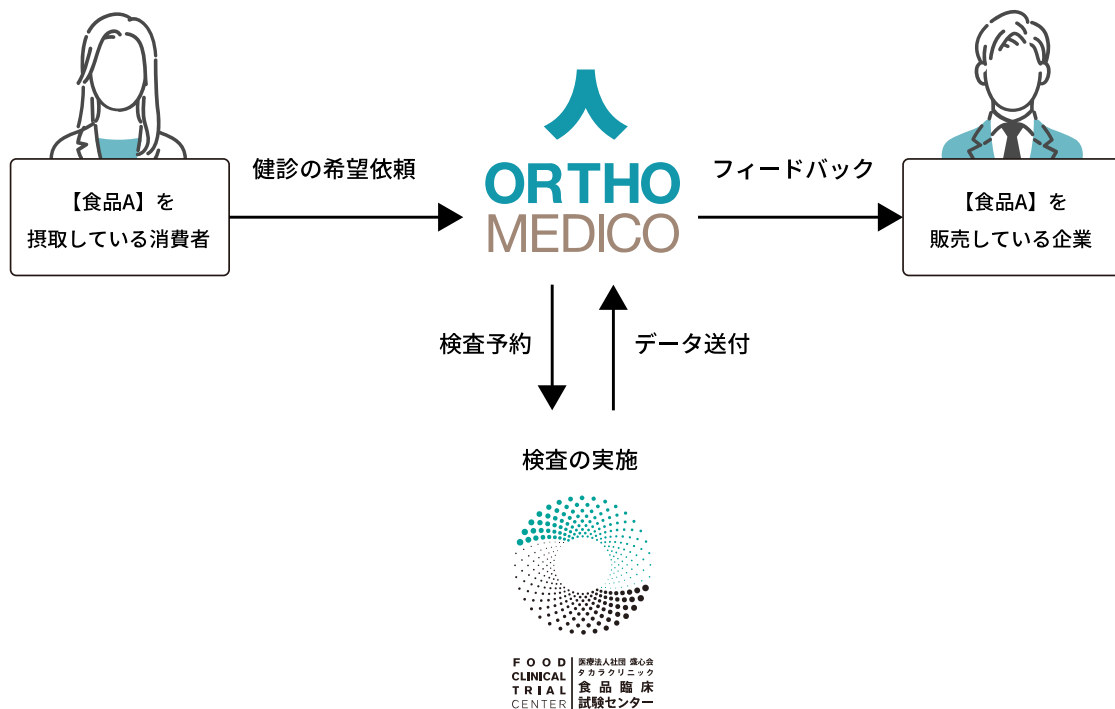 【食品A】を
摂取している消費者
健診の希望依頼
ORTHO
MEDICO
フィードバック
【食品A】を
販売している企業
検査予約
データ送付
検査の実施
FOOD
CLINICAL
TRIAL
CENTER
医療法人社団 盛心会
タカラクリニック
食品臨床
試験センター